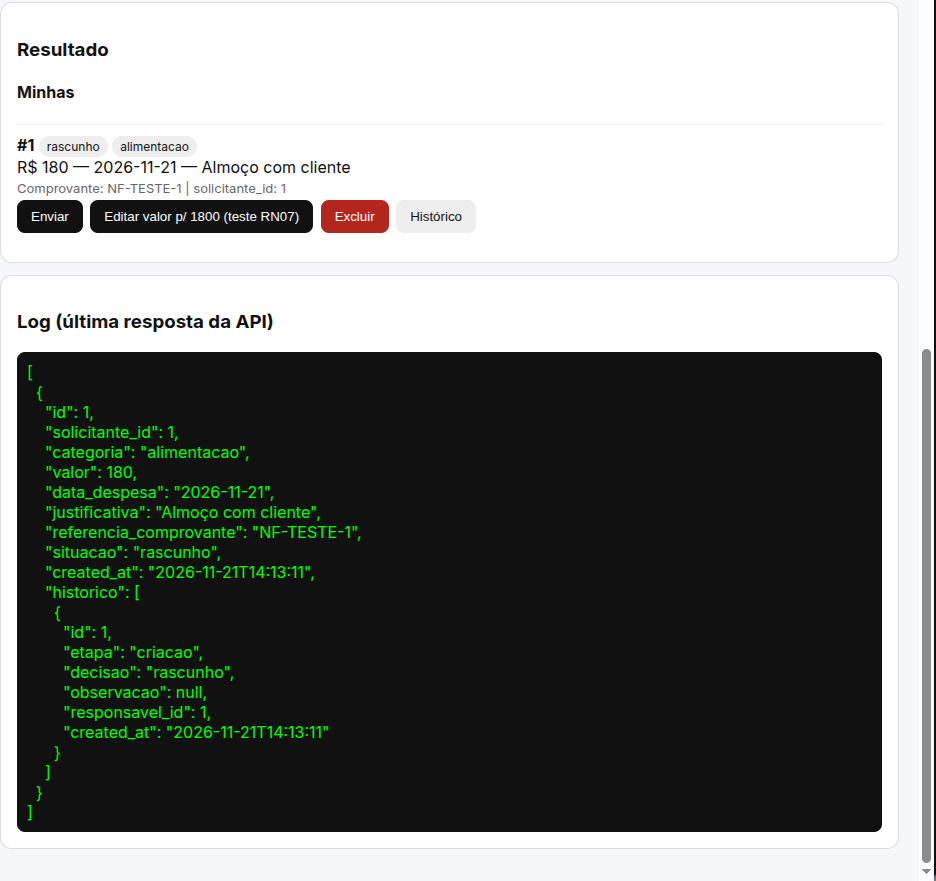 Resultado
Minhas
#1 rascunho alimentacao
R$ 180 — 2026-11-21 — Almoço com cliente
Comprovante: NF-TESTE-1 | solicitante_id: 1
Enviar Editar valor p/ 1800 (teste RN07) Excluir Histórico
Log (última resposta da API)
[
{
"id": 1,
"solicitante_id": 1,
"categoria": "alimentacao",
"valor": 180,
"data_despesa": "2026-11-21",
"justificativa": "Almoço com cliente",
"referencia_comprovante": "NF-TESTE-1",
"situacao": "rascunho",
"created_at": "2026-11-21T14:13:11",
"historico": [
{
"id": 1,
"etapa": "criacao",
"decisao": "rascunho",
"observacao": null,
"responsavel_id": 1,
"created_at": "2026-11-21T14:13:11"
}
]
}
]